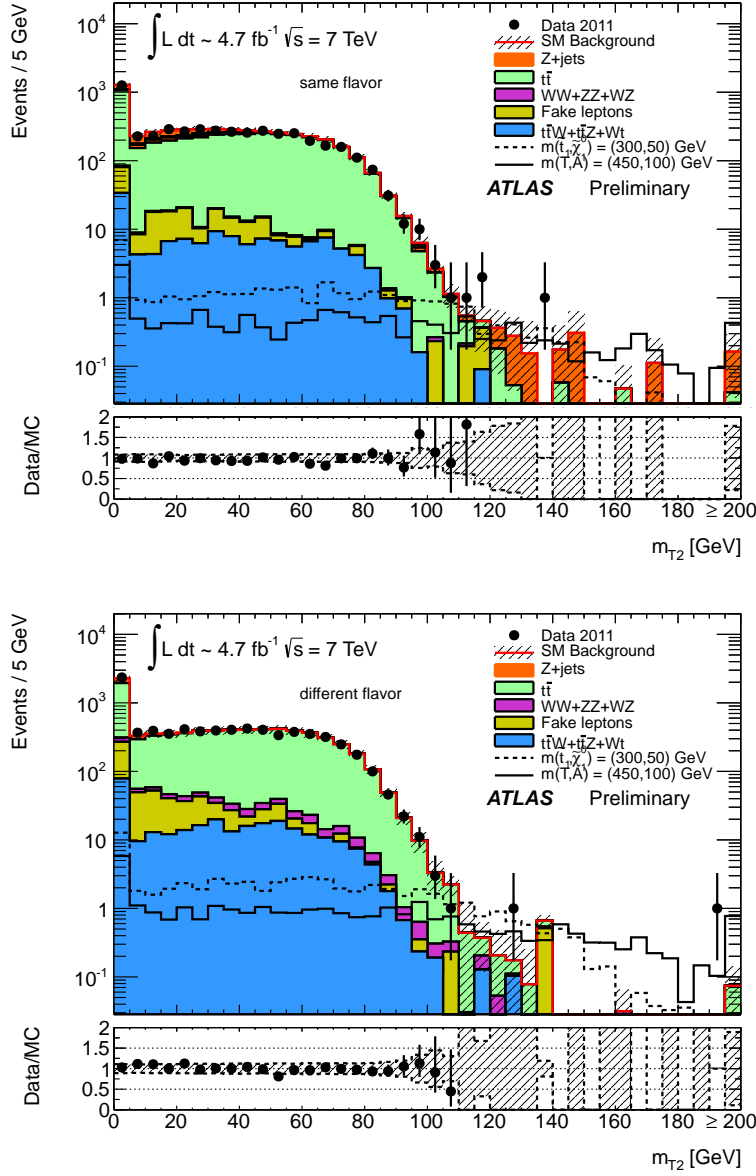 ∫ L dt ~ 4.7 fb⁻¹ √s = 7 TeV
same flavor
Data 2011
SM Background
Z+jets
tt̄
WW+ZZ+WZ
Fake leptons
tt̄W+tt̄Z+Wt
m(t̃₁,χ̃₁⁰) = (300,50) GeV
m(T,A) = (450,100) GeV
ATLAS Preliminary
Events / 5 GeV
10⁴
10³
10²
10
1
10⁻¹
Data/MC
2
1.5
1
0.5
0
0 20 40 60 80 100 120 140 160 180 ≥ 200
m_T2 [GeV]
∫ L dt ~ 4.7 fb⁻¹ √s = 7 TeV
different flavor
Data 2011
SM Background
Z+jets
tt̄
WW+ZZ+WZ
Fake leptons
tt̄W+tt̄Z+Wt
m(t̃₁,χ̃₁⁰) = (300,50) GeV
m(T,A) = (450,100) GeV
ATLAS Preliminary
Events / 5 GeV
10⁴
10³
10²
10
1
10⁻¹
Data/MC
2
1.5
1
0.5
0
0 20 40 60 80 100 120 140 160 180 ≥ 200
m_T2 [GeV]